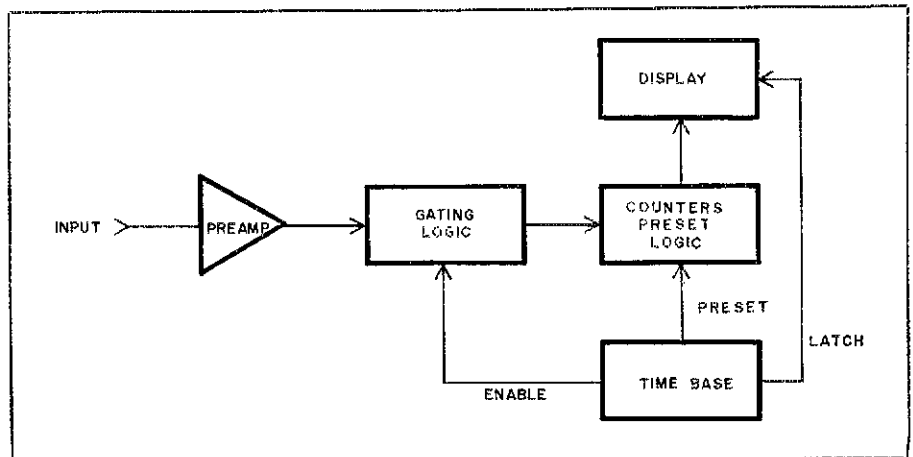 DISPLAY
INPUT
PREAMP
GATING
LOGIC
COUNTERS
PRESET
LOGIC
PRESET
LATCH
ENABLE
TIME BASE